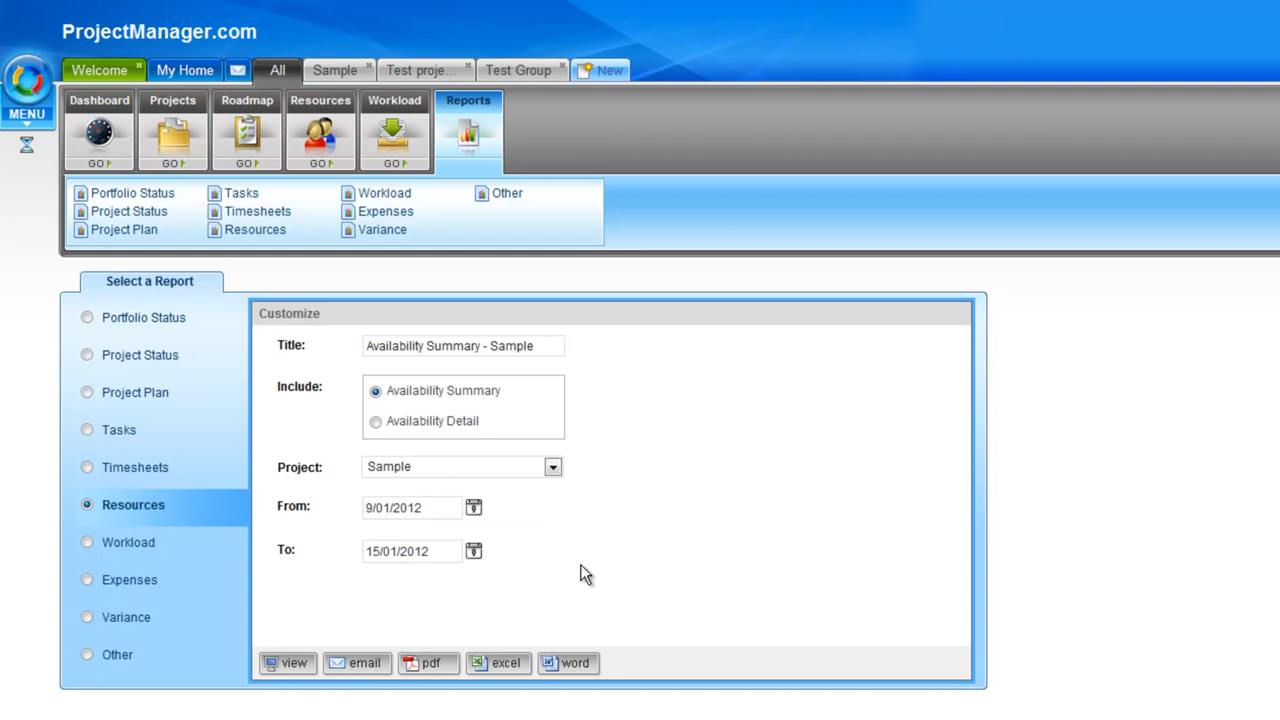 ProjectManager.com
Welcome My Home All Sample Test proje... Test Group New
MENU
Dashboard Projects Roadmap Resources Workload Reports
GO GO GO GO GO
Portfolio Status Tasks Workload Other
Project Status Timesheets Expenses
Project Plan Resources Variance
Select a Report
Portfolio Status
Project Status
Project Plan
Tasks
Timesheets
Resources
Workload
Expenses
Variance
Other
Customize
Title: Availability Summary - Sample
Include: Availability Summary
Availability Detail
Project: Sample
From: 9/01/2012
To: 15/01/2012
view email pdf excel word